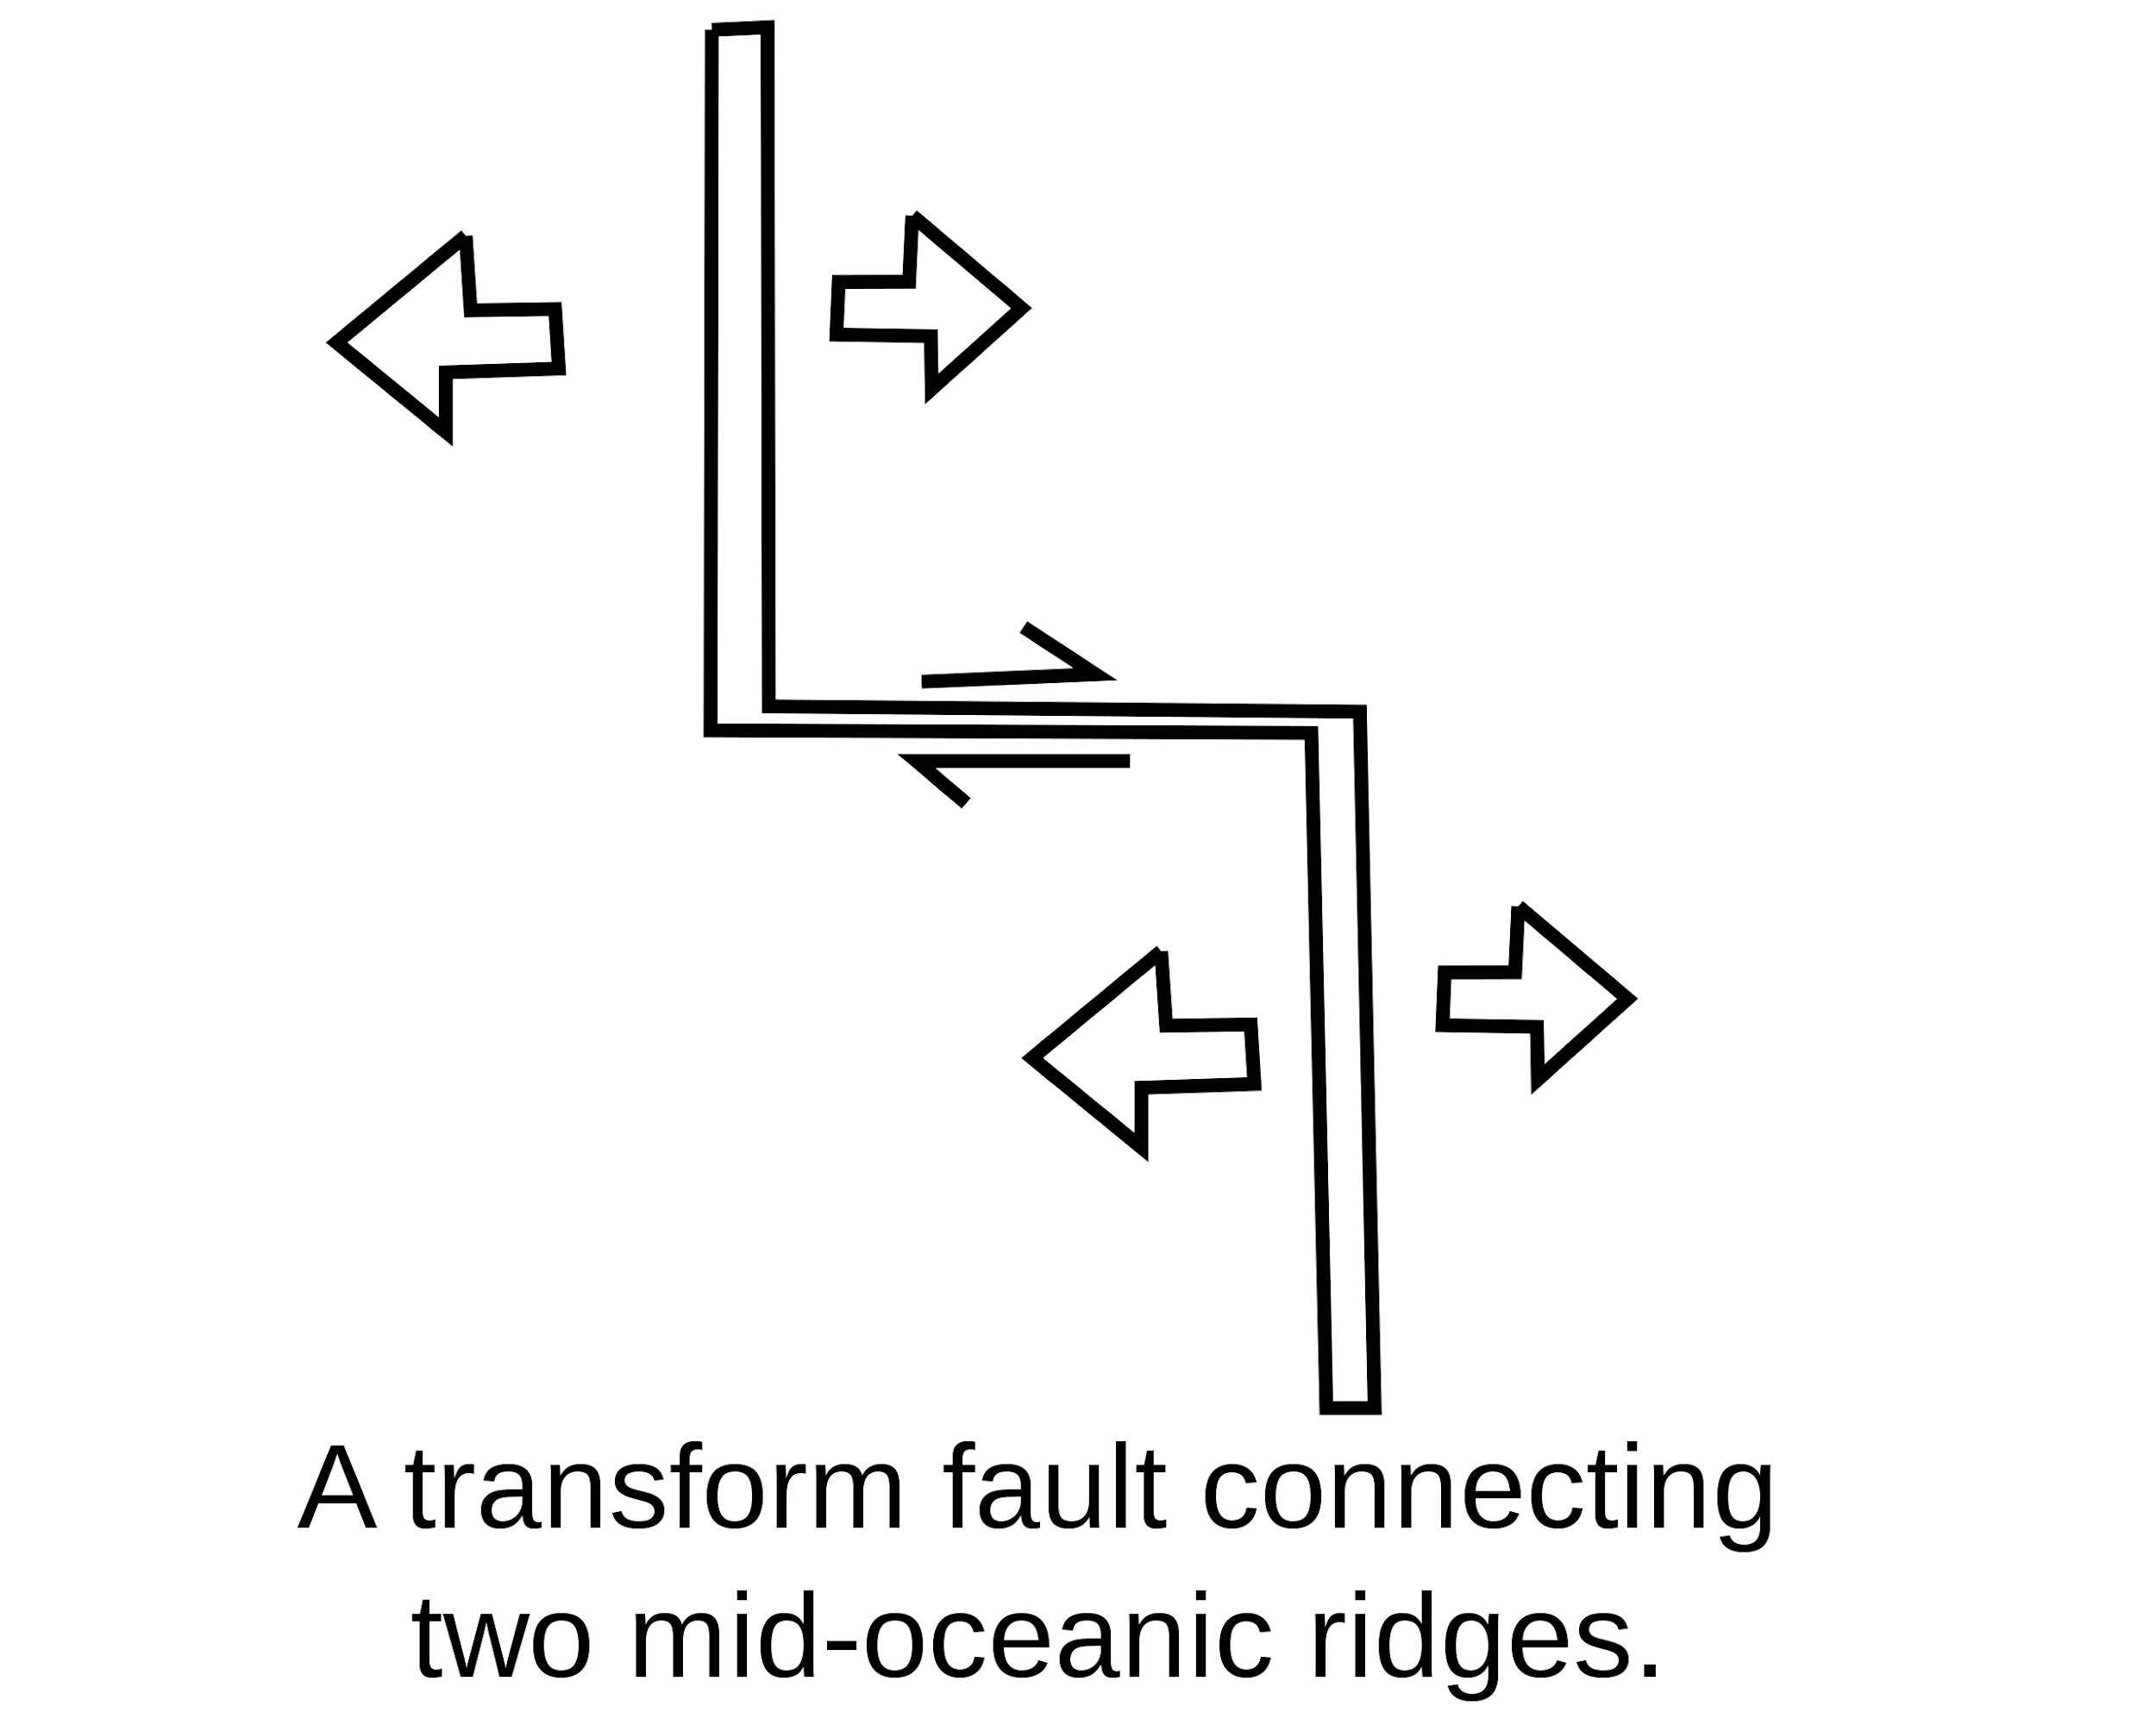 A transform fault connecting
two mid-oceanic ridges.